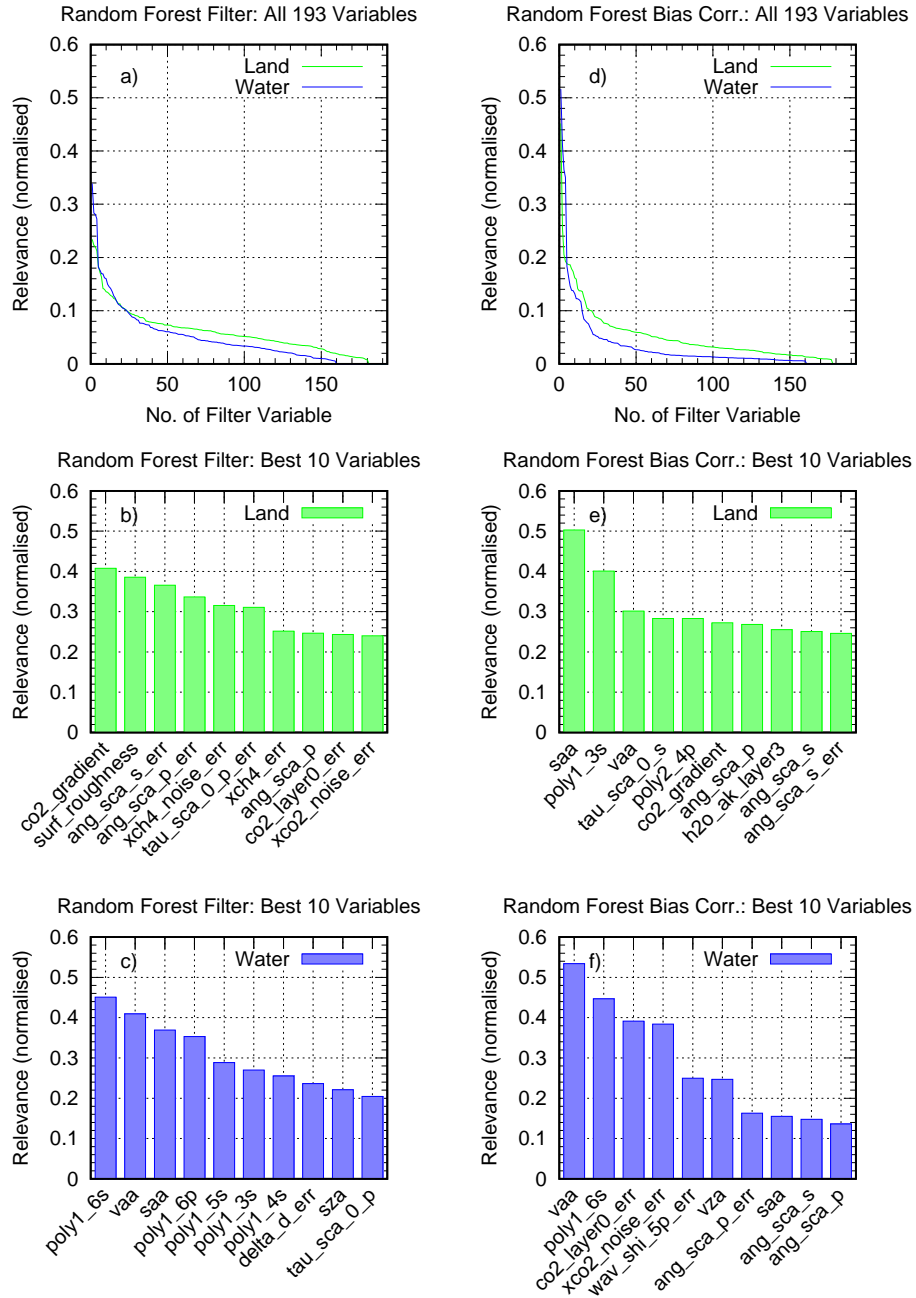 Random Forest Filter: All 193 Variables
0.6
0.5
0.4
0.3
0.2
0.1
0
0 50 100 150
Relevance (normalised)
No. of Filter Variable
a)
Land
Water
Random Forest Bias Corr.: All 193 Variables
0.6
0.5
0.4
0.3
0.2
0.1
0
0 50 100 150
Relevance (normalised)
No. of Filter Variable
d)
Land
Water
Random Forest Filter: Best 10 Variables
0.6
0.5
0.4
0.3
0.2
0.1
0
Relevance (normalised)
b)
Land
co2_gradient
surf_roughness
ang_sca_s_err
ang_sca_p_err
xch4_noise_err
tau_sca_0_p_err
xch4_err
ang_sca_p
co2_layer0_err
xco2_noise_err
Random Forest Bias Corr.: Best 10 Variables
0.6
0.5
0.4
0.3
0.2
0.1
0
Relevance (normalised)
e)
Land
saa
poly1_3s
vaa
tau_sca_0_s
poly2_4p
co2_gradient
ang_sca_p
h2o_ak_layer3
ang_sca_s
ang_sca_s_err
Random Forest Filter: Best 10 Variables
0.6
0.5
0.4
0.3
0.2
0.1
0
Relevance (normalised)
c)
Water
poly1_6s
vaa
saa
poly1_6p
poly1_5s
poly1_3s
poly1_4s
delta_d_err
sza
tau_sca_0_p
Random Forest Bias Corr.: Best 10 Variables
0.6
0.5
0.4
0.3
0.2
0.1
0
Relevance (normalised)
f)
Water
vaa
poly1_6s
co2_layer0_err
xco2_noise_err
wav_shi_5p_err
vza
ang_sca_p_err
saa
ang_sca_s
ang_sca_p